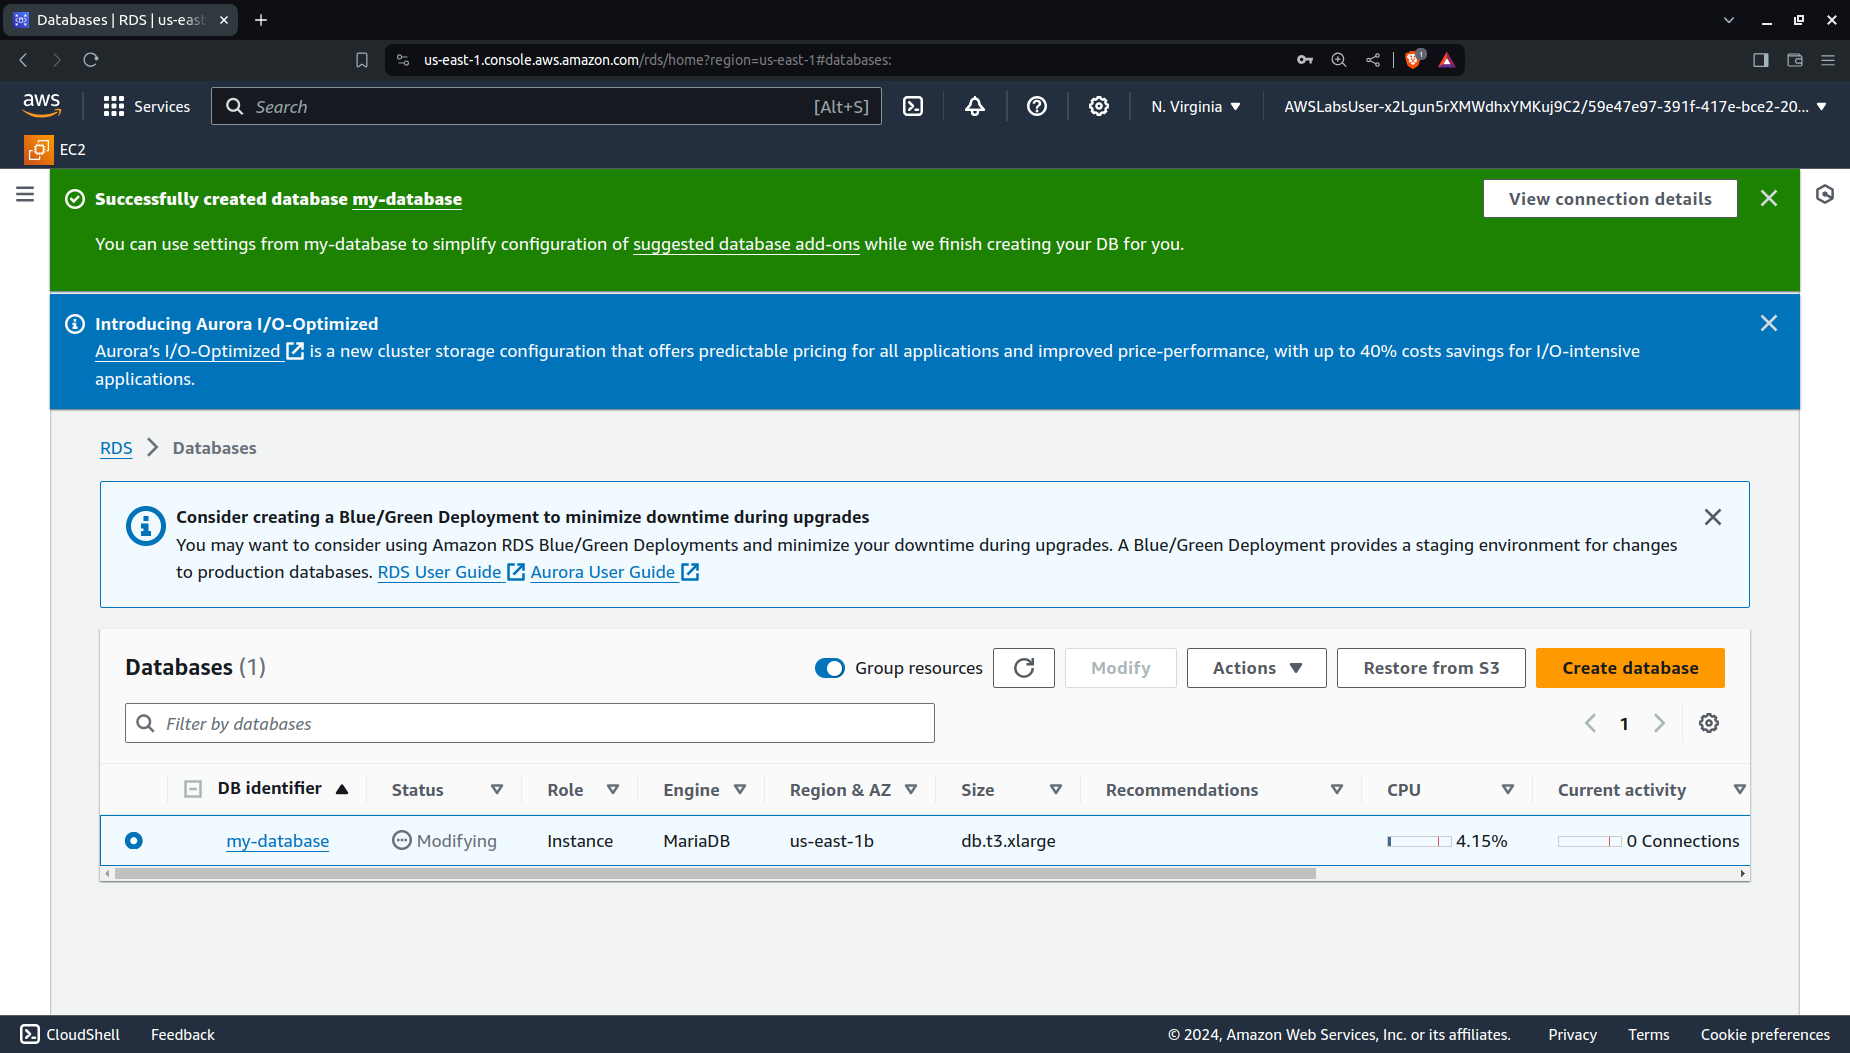 Databases | RDS | us-east
us-east-1.console.aws.amazon.com/rds/home?region=us-east-1#databases:
1
aws
Services
Search
[Alt+S]
N. Virginia
AWSLabsUser-x2Lgun5rXMWdhxYMKuj9C2/59e47e97-391f-417e-bce2-20...
EC2
Successfully created database my-database
View connection details
You can use settings from my-database to simplify configuration of suggested database add-ons while we finish creating your DB for you.
Introducing Aurora I/O-Optimized
Aurora's I/O-Optimized is a new cluster storage configuration that offers predictable pricing for all applications and improved price-performance, with up to 40% costs savings for I/O-intensive
applications.
RDS Databases
Consider creating a Blue/Green Deployment to minimize downtime during upgrades
You may want to consider using Amazon RDS Blue/Green Deployments and minimize your downtime during upgrades. A Blue/Green Deployment provides a staging environment for changes
to production databases. RDS User Guide Aurora User Guide
Databases (1)
Group resources
Modify
Actions
Restore from S3
Create database
Filter by databases
1
DB identifier Status Role Engine Region & AZ Size Recommendations CPU Current activity
my-database Modifying Instance MariaDB us-east-1b db.t3.xlarge 4.15% 0 Connections
CloudShell Feedback © 2024, Amazon Web Services, Inc. or its affiliates. Privacy Terms Cookie preferences